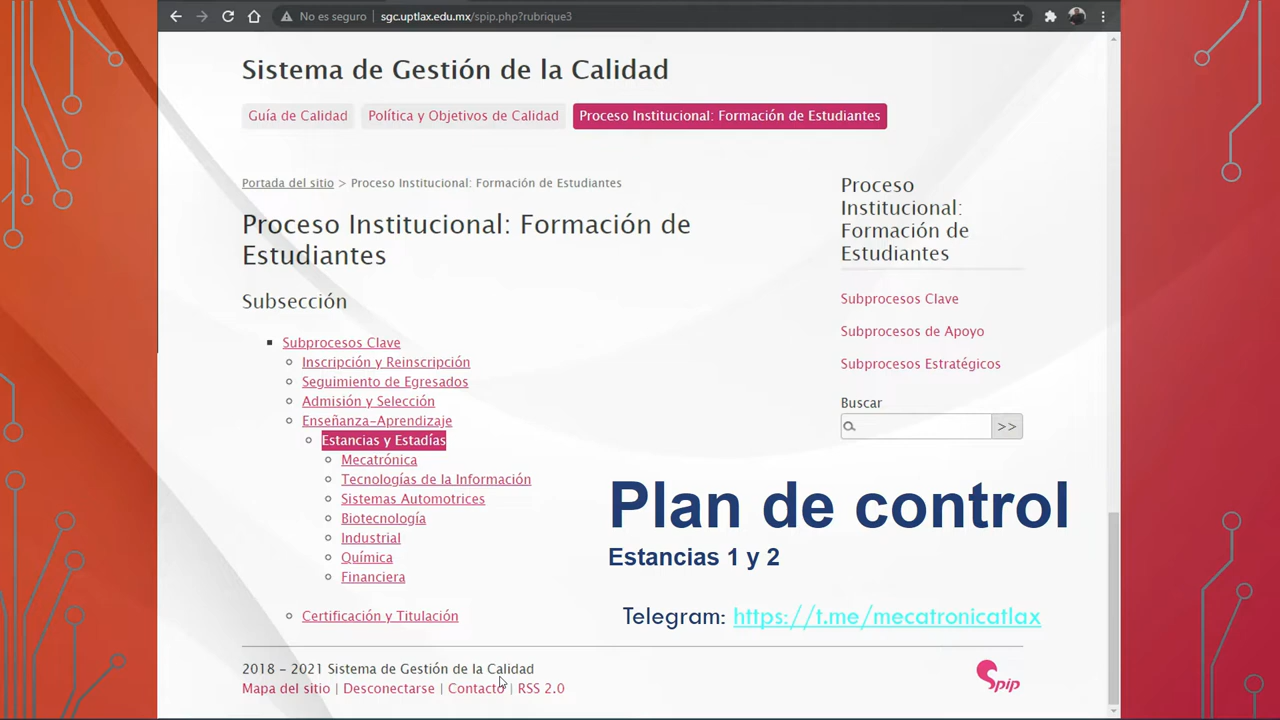 No es seguro | sgc.uptlax.edu.mx/spip.php?rubrique3
Sistema de Gestión de la Calidad
Guía de Calidad
Política y Objetivos de Calidad
Proceso Institucional: Formación de Estudiantes
Portada del sitio > Proceso Institucional: Formación de Estudiantes
Proceso Institucional: Formación de
Estudiantes
Subsección
Subprocesos Clave
Inscripción y Reinscripción
Seguimiento de Egresados
Admisión y Selección
Enseñanza-Aprendizaje
Estancias y Estadías
Mecatrónica
Tecnologías de la Información
Sistemas Automotrices
Biotecnología
Industrial
Química
Financiera
Certificación y Titulación
Proceso
Institucional:
Formación de
Estudiantes
Subprocesos Clave
Subprocesos de Apoyo
Subprocesos Estratégicos
Buscar
>>
Plan de control
Estancias 1 y 2
Telegram: https://t.me/mecatronicatlax
2018 – 2021 Sistema de Gestión de la Calidad
Mapa del sitio | Desconectarse | Contacto | RSS 2.0
Spip